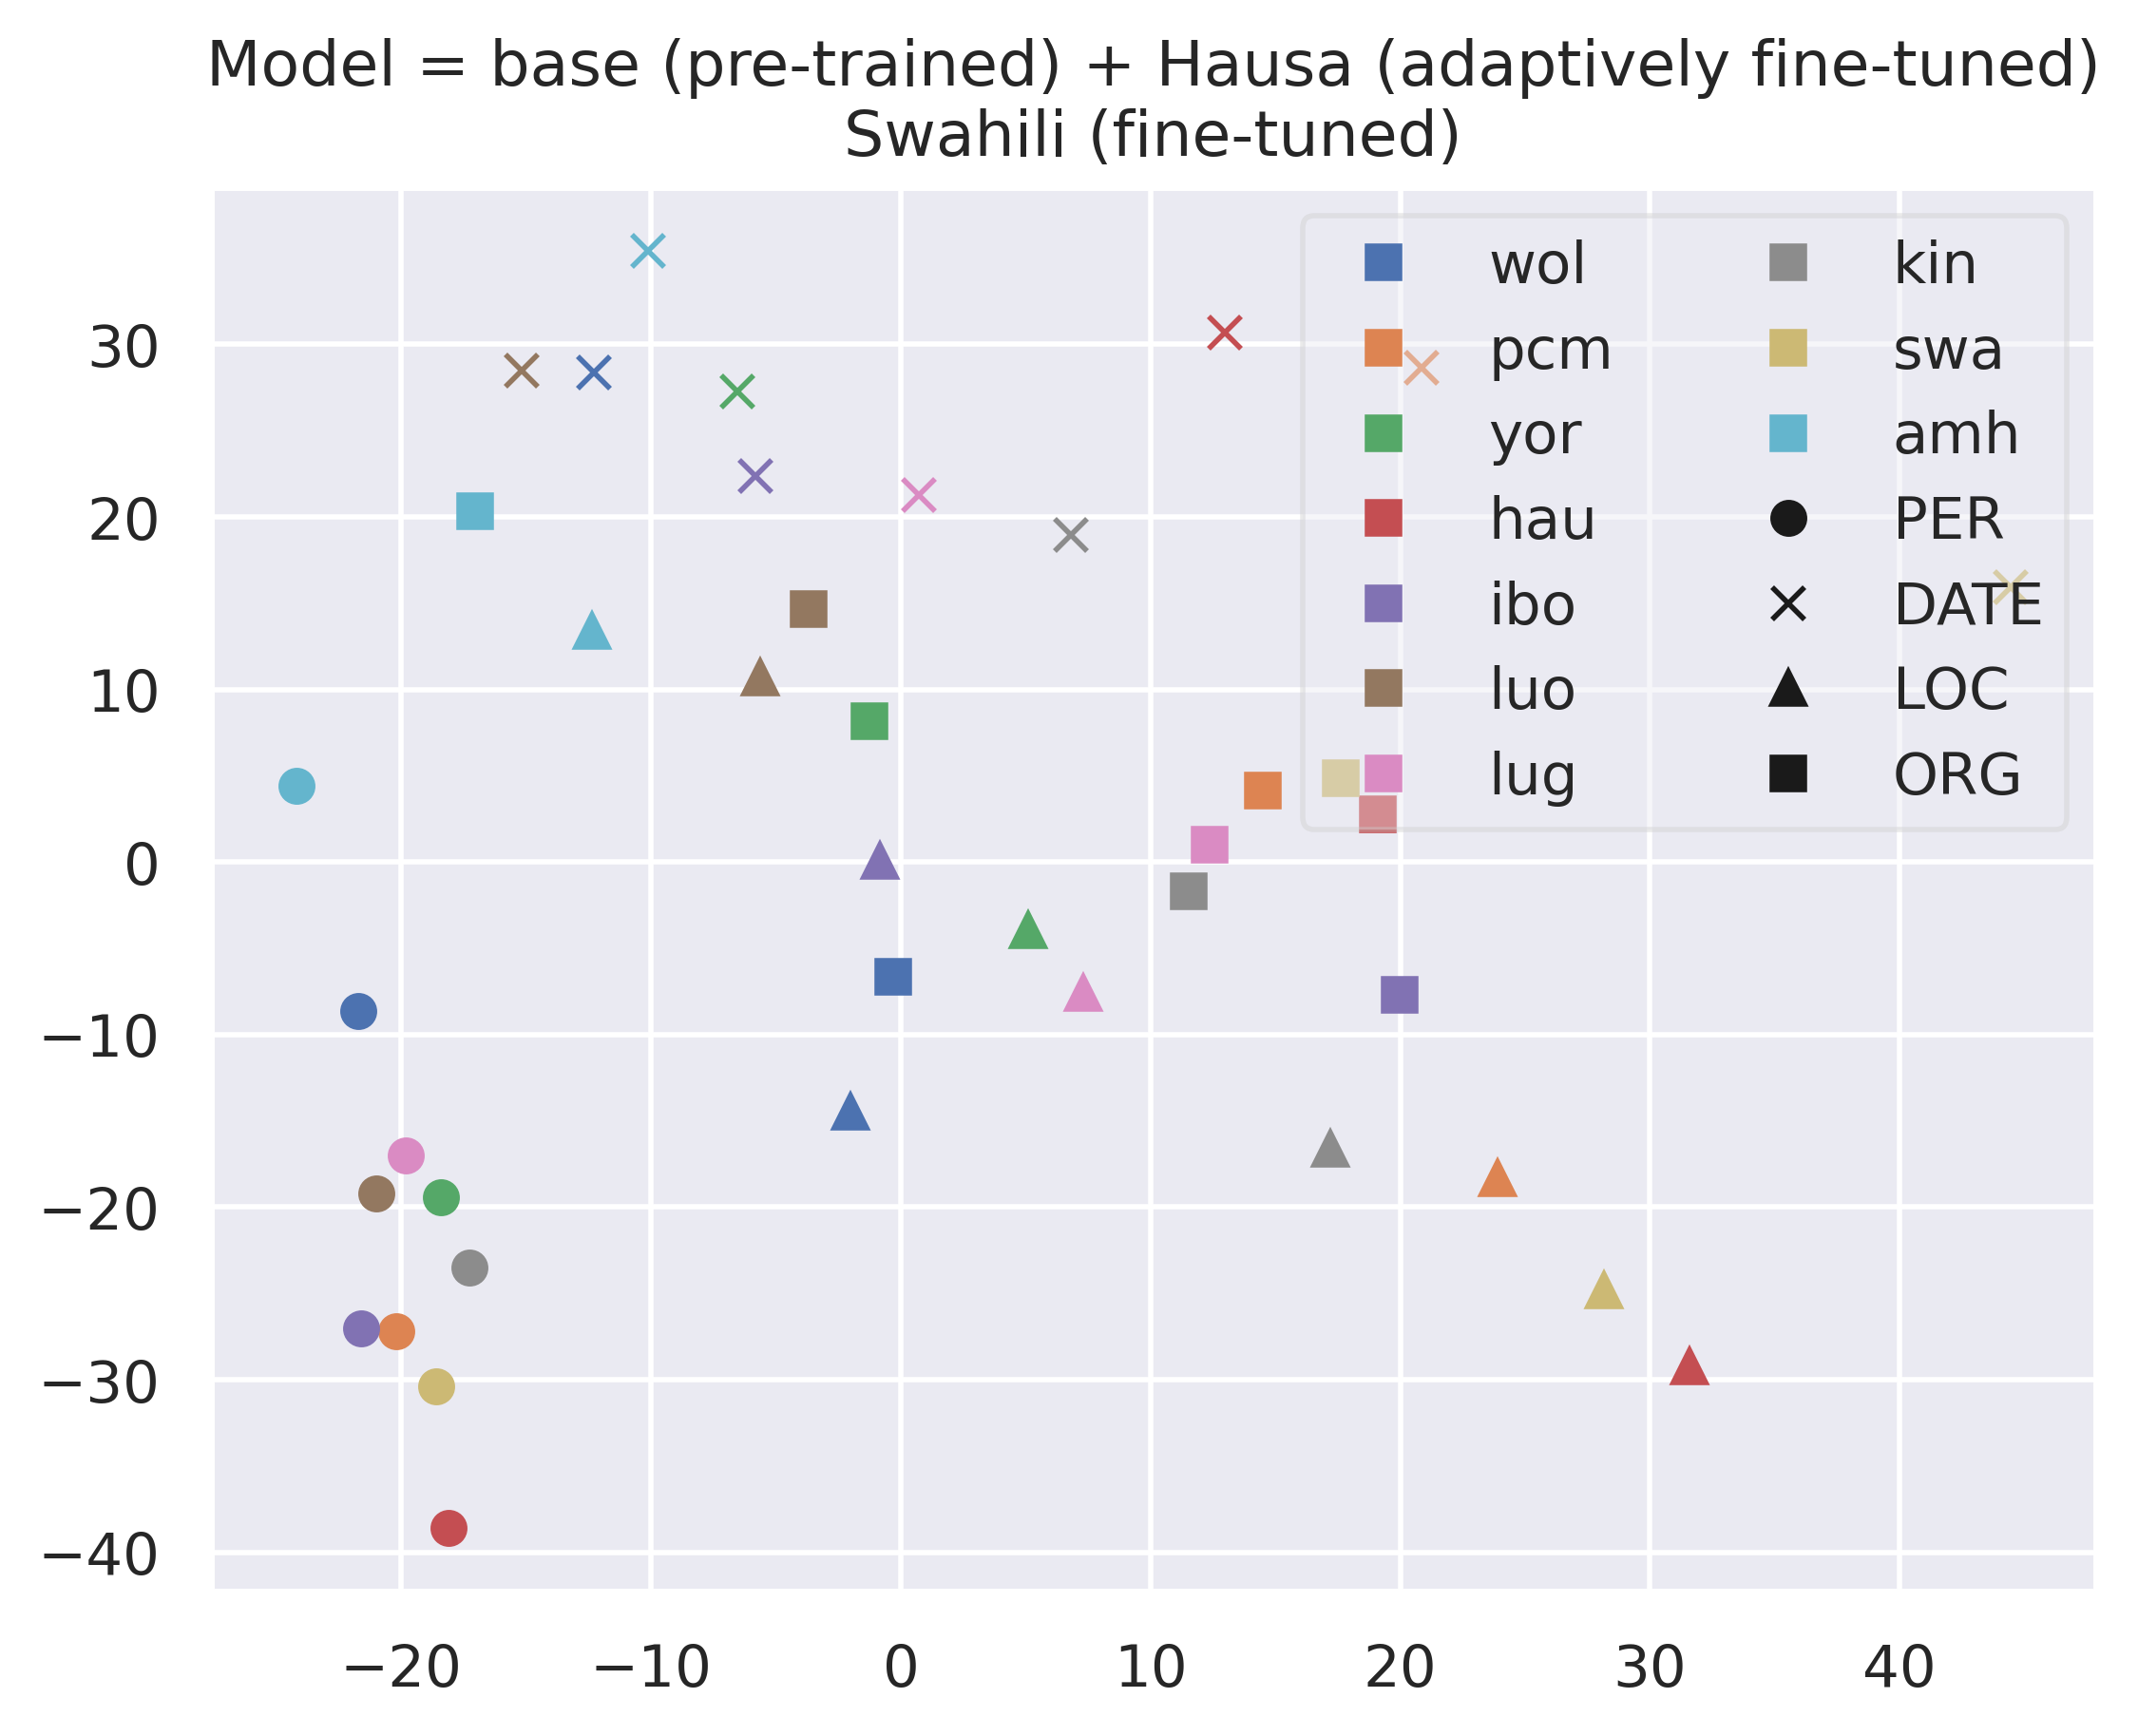 Model = base (pre-trained) + Hausa (adaptively fine-tuned)
Swahili (fine-tuned)
wol
pcm
yor
hau
ibo
luo
lug
kin
swa
amh
PER
DATE
LOC
ORG
30
20
10
0
−10
−20
−30
−40
−20 −10 0 10 20 30 40